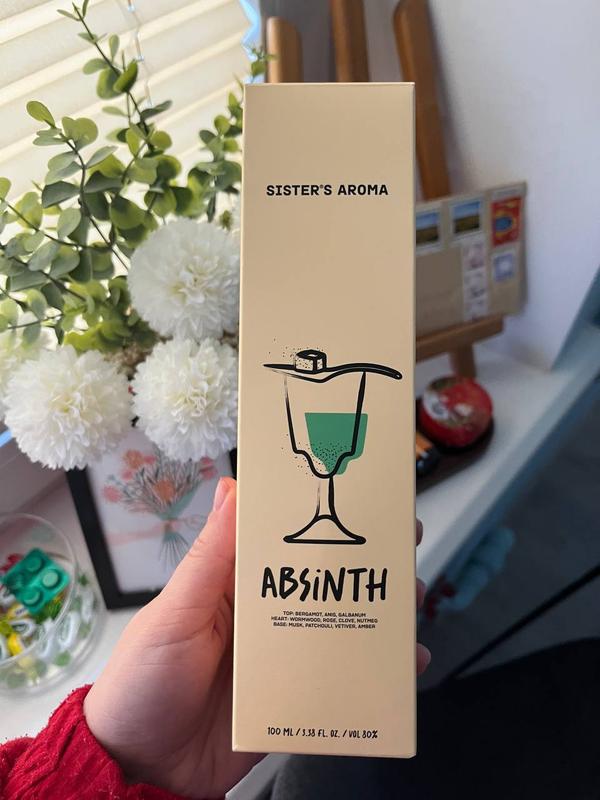 SISTER'S AROMA
ABSiNTH
TOP: BERGAMOT, ANIS, GALBANUM
HEART: WORMWOOD, ROSE, CLOVE, NUTMEG
BASE: MUSK, PATCHOULI, VETIVER, AMBER
100 ML / 3.38 FL. OZ. / VOL 80%